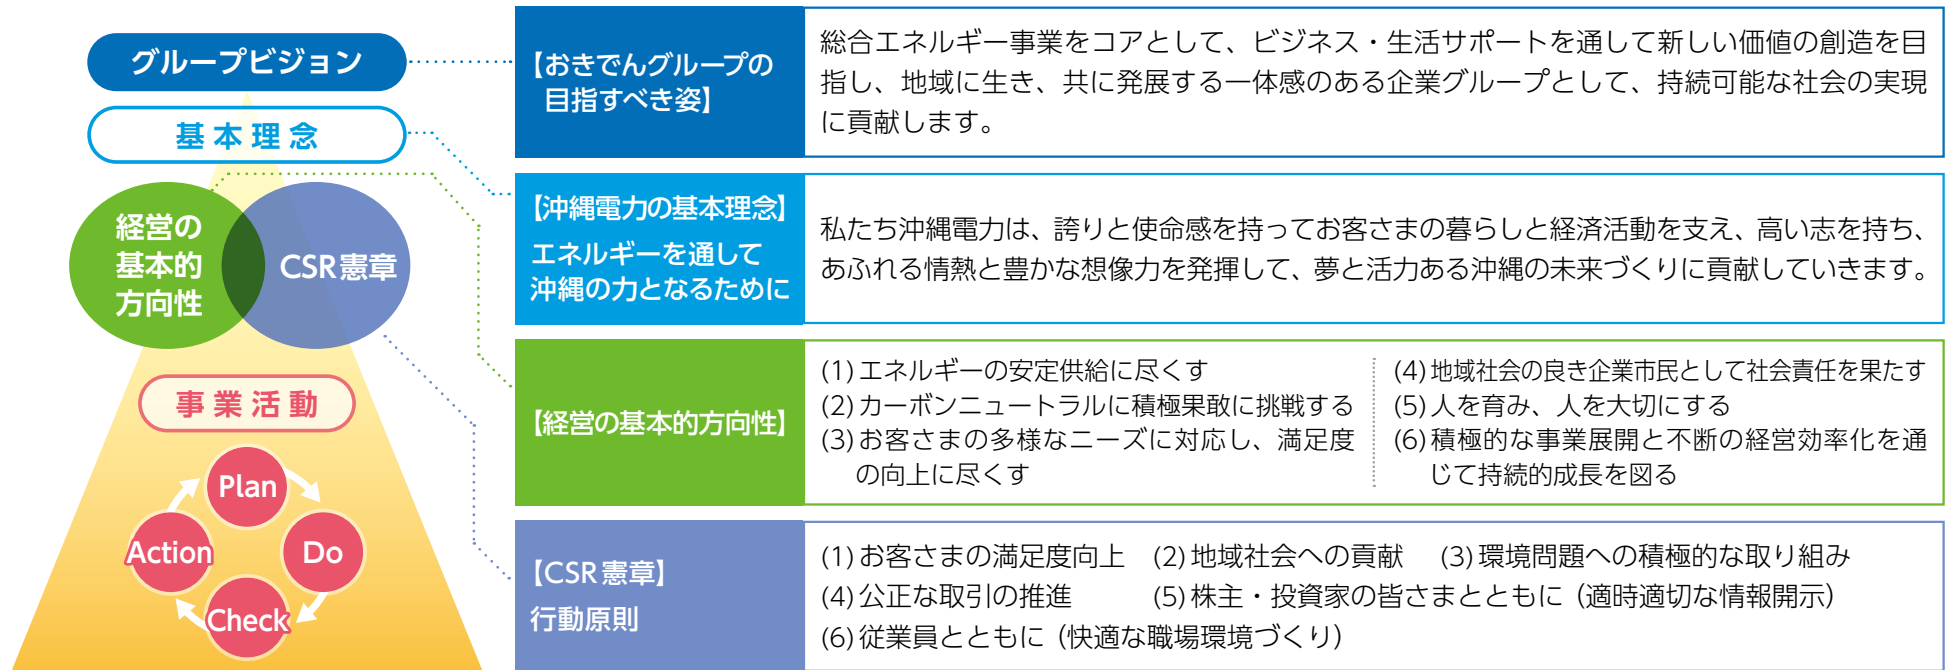 グループビジョン
基本理念
経営の
基本的
方向性
CSR憲章
事業活動
Plan
Do
Check
Action
【おきでんグループの
目指すべき姿】
総合エネルギー事業をコアとして、ビジネス・生活サポートを通して新しい価値の創造を目
指し、地域に生き、共に発展する一体感のある企業グループとして、持続可能な社会の実現
に貢献します。
【沖縄電力の基本理念】
エネルギーを通して
沖縄の力となるために
私たち沖縄電力は、誇りと使命感を持ってお客さまの暮らしと経済活動を支え、高い志を持ち、
あふれる情熱と豊かな想像力を発揮して、夢と活力ある沖縄の未来づくりに貢献していきます。
【経営の基本的方向性】
(1)エネルギーの安定供給に尽くす
(2)カーボンニュートラルに積極果敢に挑戦する
(3)お客さまの多様なニーズに対応し、満足度
の向上に尽くす
(4)地域社会の良き企業市民として社会責任を果たす
(5)人を育み、人を大切にする
(6)積極的な事業展開と不断の経営効率化を通
じて持続的成長を図る
【CSR憲章】
行動原則
(1)お客さまの満足度向上 (2)地域社会への貢献 (3)環境問題への積極的な取り組み
(4)公正な取引の推進 (5)株主・投資家の皆さまとともに（適時適切な情報開示）
(6)従業員とともに（快適な職場環境づくり）